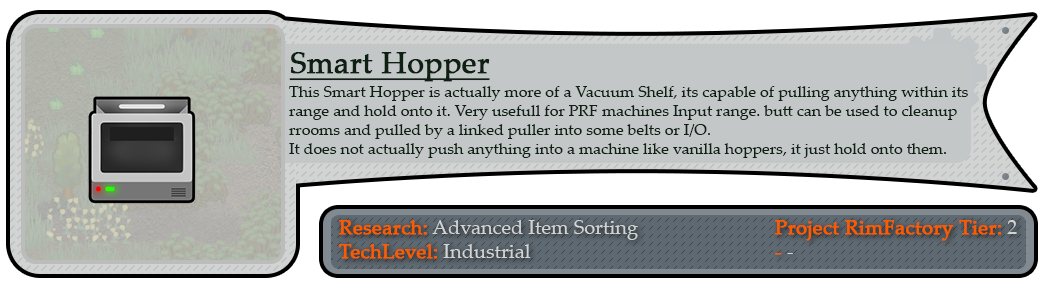 Smart Hopper
This Smart Hopper is actually more of a Vacuum Shelf, its capable of pulling anything within its
range and hold onto it. Very usefull for PRF machines Input range. butt can be used to cleanup
rrooms and pulled by a linked puller into some belts or I/O.
It does not actually push anything into a machine like vanilla hoppers, it just hold onto them.
Research: Advanced Item Sorting
Project RimFactory Tier: 2
TechLevel: Industrial
- -